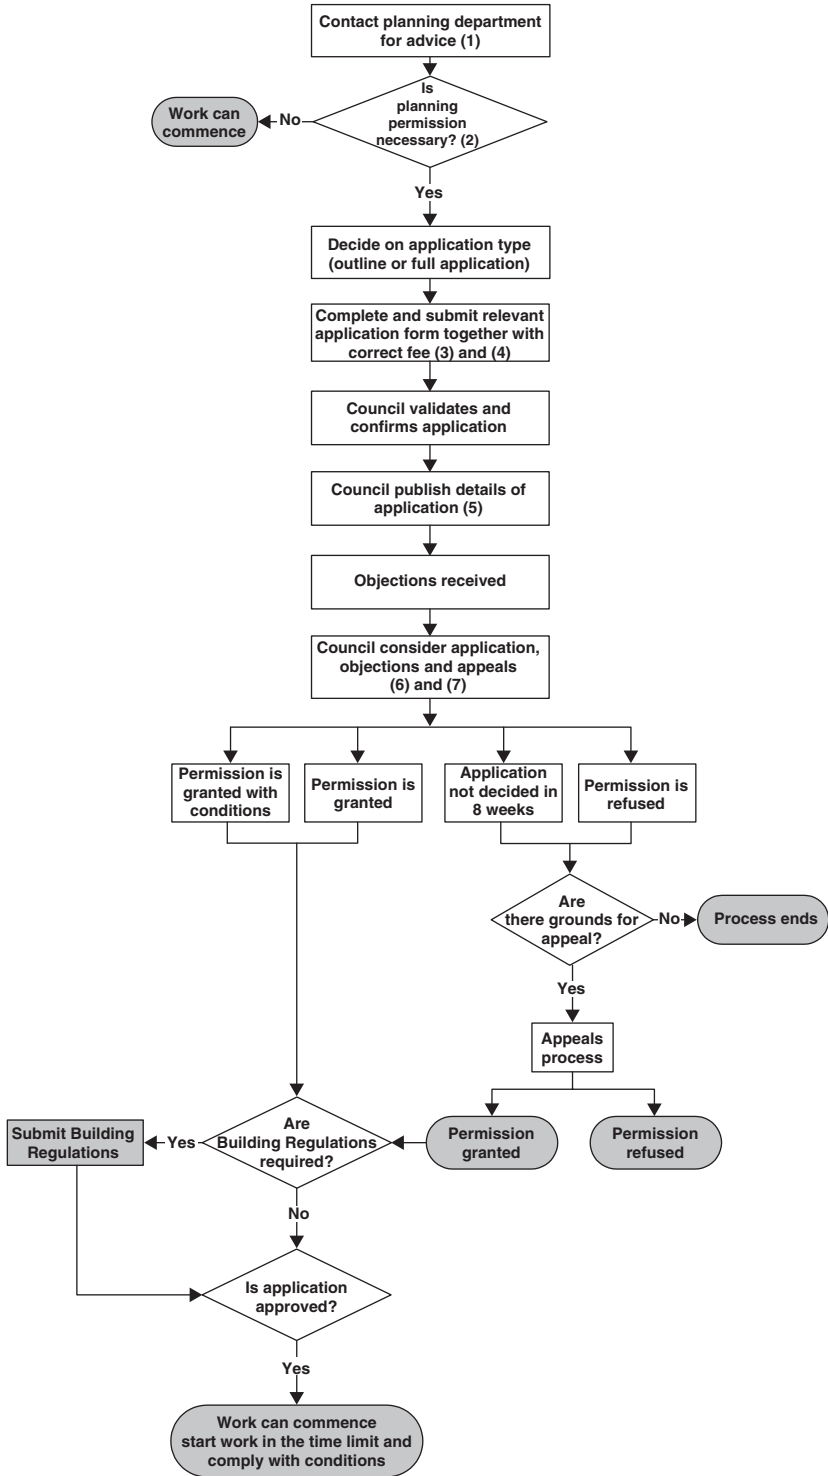 Contact planning department
for advice (1)
Is
planning
permission
necessary? (2)
No
Work can
commence
Yes
Decide on application type
(outline or full application)
Complete and submit relevant
application form together with
correct fee (3) and (4)
Council validates and
confirms application
Council publish details of
application (5)
Objections received
Council consider application,
objections and appeals
(6) and (7)
Permission is
granted with
conditions
Permission is
granted
Application
not decided in
8 weeks
Permission is
refused
Are
there grounds for
appeal?
No
Process ends
Yes
Appeals
process
Permission
granted
Permission
refused
Are
Building Regulations
required?
Yes
Submit Building
Regulations
No
Is application
approved?
Yes
Work can commence
start work in the time limit and
comply with conditions